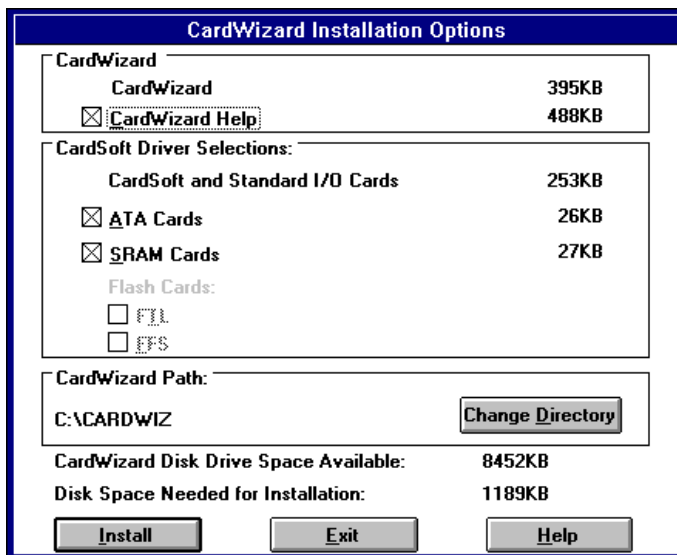 CardWizard Installation Options
CardWizard
CardWizard 395KB
CardWizard Help 488KB
CardSoft Driver Selections:
CardSoft and Standard I/O Cards 253KB
ATA Cards 26KB
SRAM Cards 27KB
Flash Cards:
FTL
FFS
CardWizard Path:
C:\CARDWIZ Change Directory
CardWizard Disk Drive Space Available: 8452KB
Disk Space Needed for Installation: 1189KB
Install Exit Help